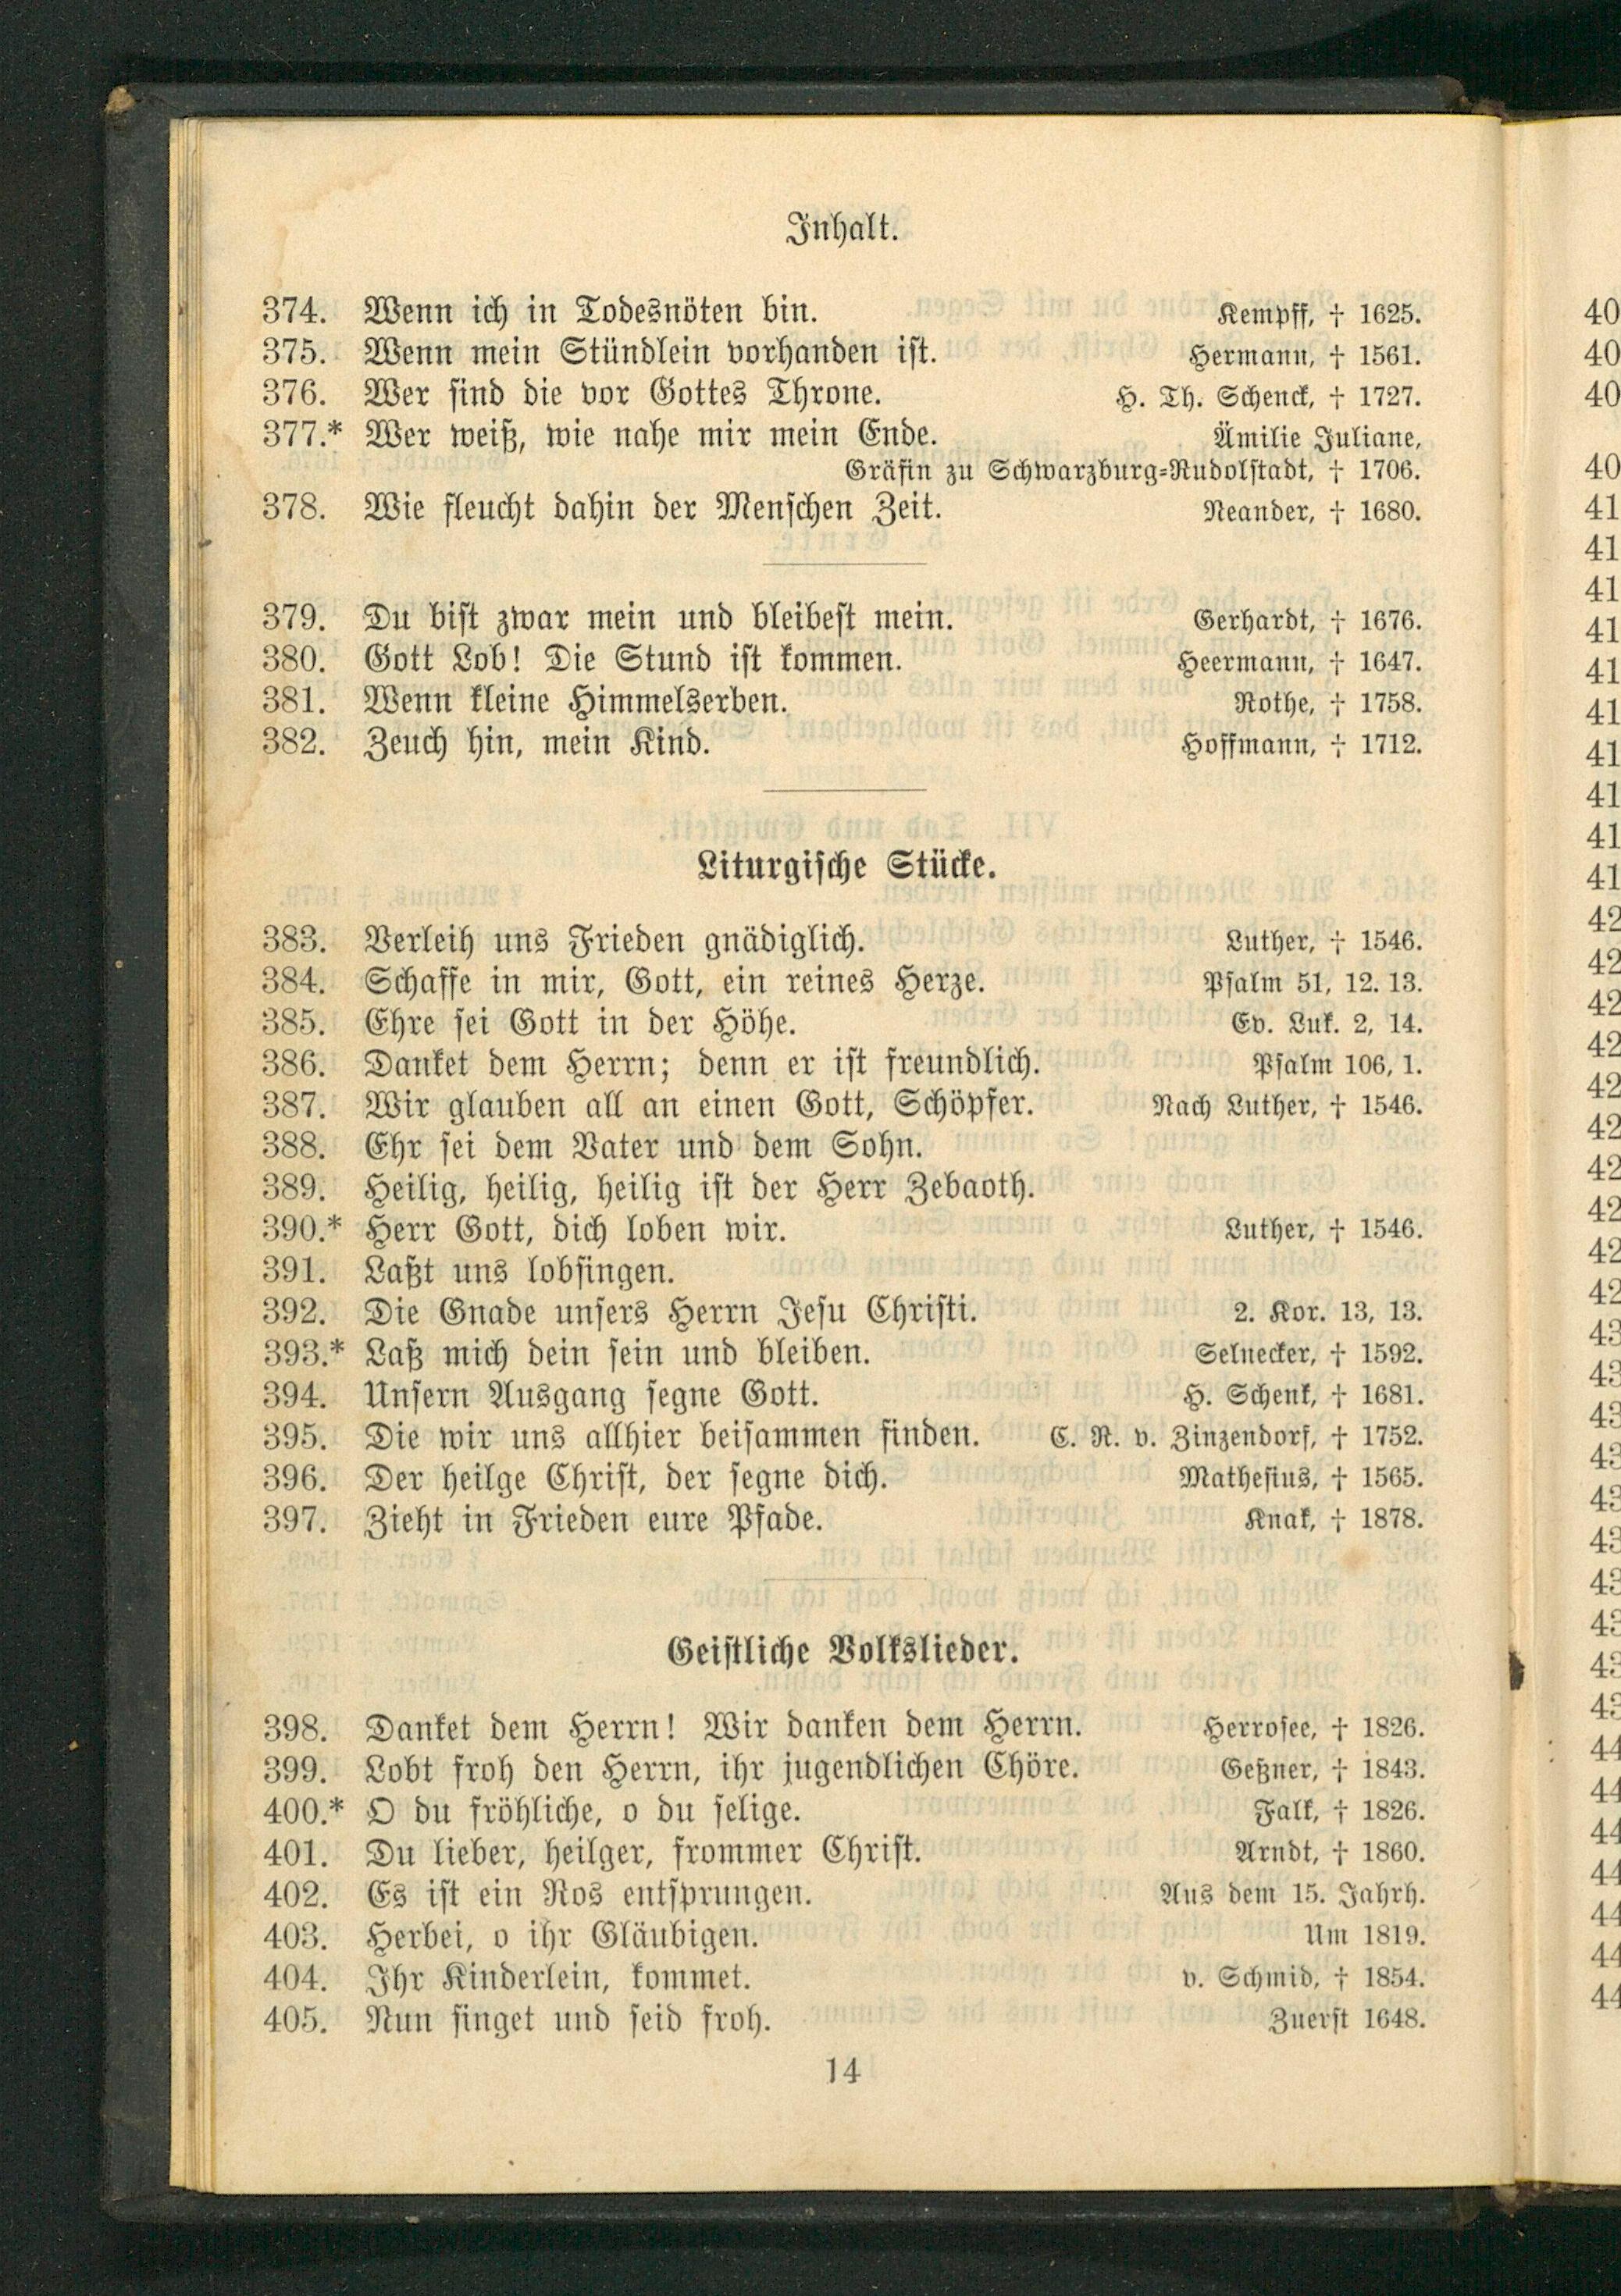 Inhalt.
374. Wenn ich in Todesnöten bin. Kempff, † 1625.
375. Wenn mein Stündlein vorhanden ist. Hermann, † 1561.
376. Wer sind die vor Gottes Throne. H. Th. Schenck, † 1727.
377.* Wer weiß, wie nahe mir mein Ende. Ämilie Juliane,
Gräfin zu Schwarzburg-Rudolstadt, † 1706.
378. Wie fleucht dahin der Menschen Zeit. Neander, † 1680.
379. Du bist zwar mein und bleibest mein. Gerhardt, † 1676.
380. Gott Lob! Die Stund ist kommen. Heermann, † 1647.
381. Wenn kleine Himmelserben. Rothe, † 1758.
382. Zeuch hin, mein Kind. Hoffmann, † 1712.
Liturgische Stücke.
383. Verleih uns Frieden gnädiglich. Luther, † 1546.
384. Schaffe in mir, Gott, ein reines Herze. Psalm 51, 12. 13.
385. Ehre sei Gott in der Höhe. Ev. Luk. 2, 14.
386. Danket dem Herrn; denn er ist freundlich. Psalm 106, 1.
387. Wir glauben all an einen Gott, Schöpfer. Nach Luther, † 1546.
388. Ehr sei dem Vater und dem Sohn.
389. Heilig, heilig, heilig ist der Herr Zebaoth.
390.* Herr Gott, dich loben wir. Luther, † 1546.
391. Laßt uns lobsingen.
392. Die Gnade unsers Herrn Jesu Christi. 2. Kor. 13, 13.
393.* Laß mich dein sein und bleiben. Selnecker, † 1592.
394. Unsern Ausgang segne Gott. H. Schenk, † 1681.
395. Die wir uns allhier beisammen finden. C. R. v. Zinzendorf, † 1752.
396. Der heilge Christ, der segne dich. Mathesius, † 1565.
397. Zieht in Frieden eure Pfade. Knak, † 1878.
Geistliche Volkslieder.
398. Danket dem Herrn! Wir danken dem Herrn. Herrosee, † 1826.
399. Lobt froh den Herrn, ihr jugendlichen Chöre. Geßner, † 1843.
400.* O du fröhliche, o du selige. Falk, † 1826.
401. Du lieber, heilger, frommer Christ. Arndt, † 1860.
402. Es ist ein Ros entsprungen. Aus dem 15. Jahrh.
403. Herbei, o ihr Gläubigen. Um 1819.
404. Ihr Kinderlein, kommet. v. Schmid, † 1854.
405. Nun singet und seid froh. Zuerst 1648.
14